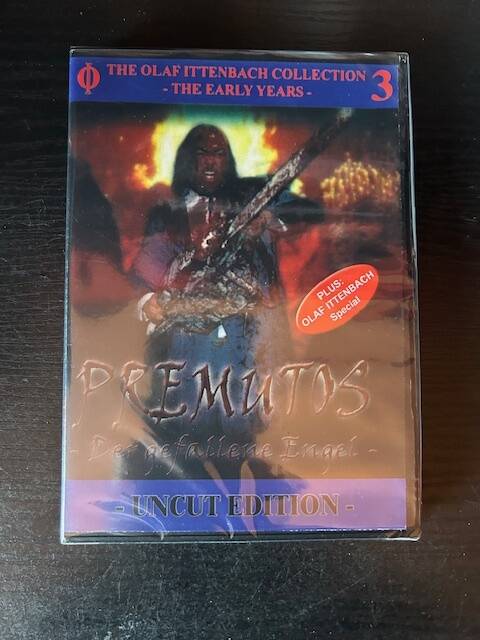 THE OLAF ITTENBACH COLLECTION
- THE EARLY YEARS -
3
PLUS:
OLAF ITTENBACH
Special
PREMUTOS
- Der gefallene Engel -
- UNCUT EDITION -